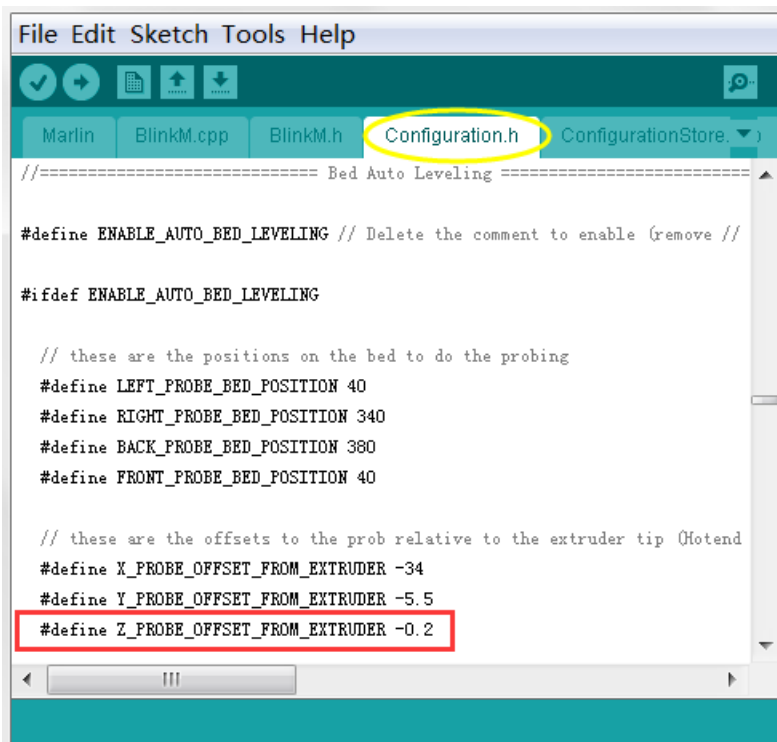 File Edit Sketch Tools Help
Marlin BlinkM.cpp BlinkM.h Configuration.h ConfigurationStore.
//============================= Bed Auto Leveling ==========================
#define ENABLE_AUTO_BED_LEVELING // Delete the comment to enable (remove //
#ifdef ENABLE_AUTO_BED_LEVELING
// these are the positions on the bed to do the probing
#define LEFT_PROBE_BED_POSITION 40
#define RIGHT_PROBE_BED_POSITION 340
#define BACK_PROBE_BED_POSITION 380
#define FRONT_PROBE_BED_POSITION 40
// these are the offsets to the prob relative to the extruder tip (Hotend
#define X_PROBE_OFFSET_FROM_EXTRUDER -34
#define Y_PROBE_OFFSET_FROM_EXTRUDER -5.5
#define Z_PROBE_OFFSET_FROM_EXTRUDER -0.2